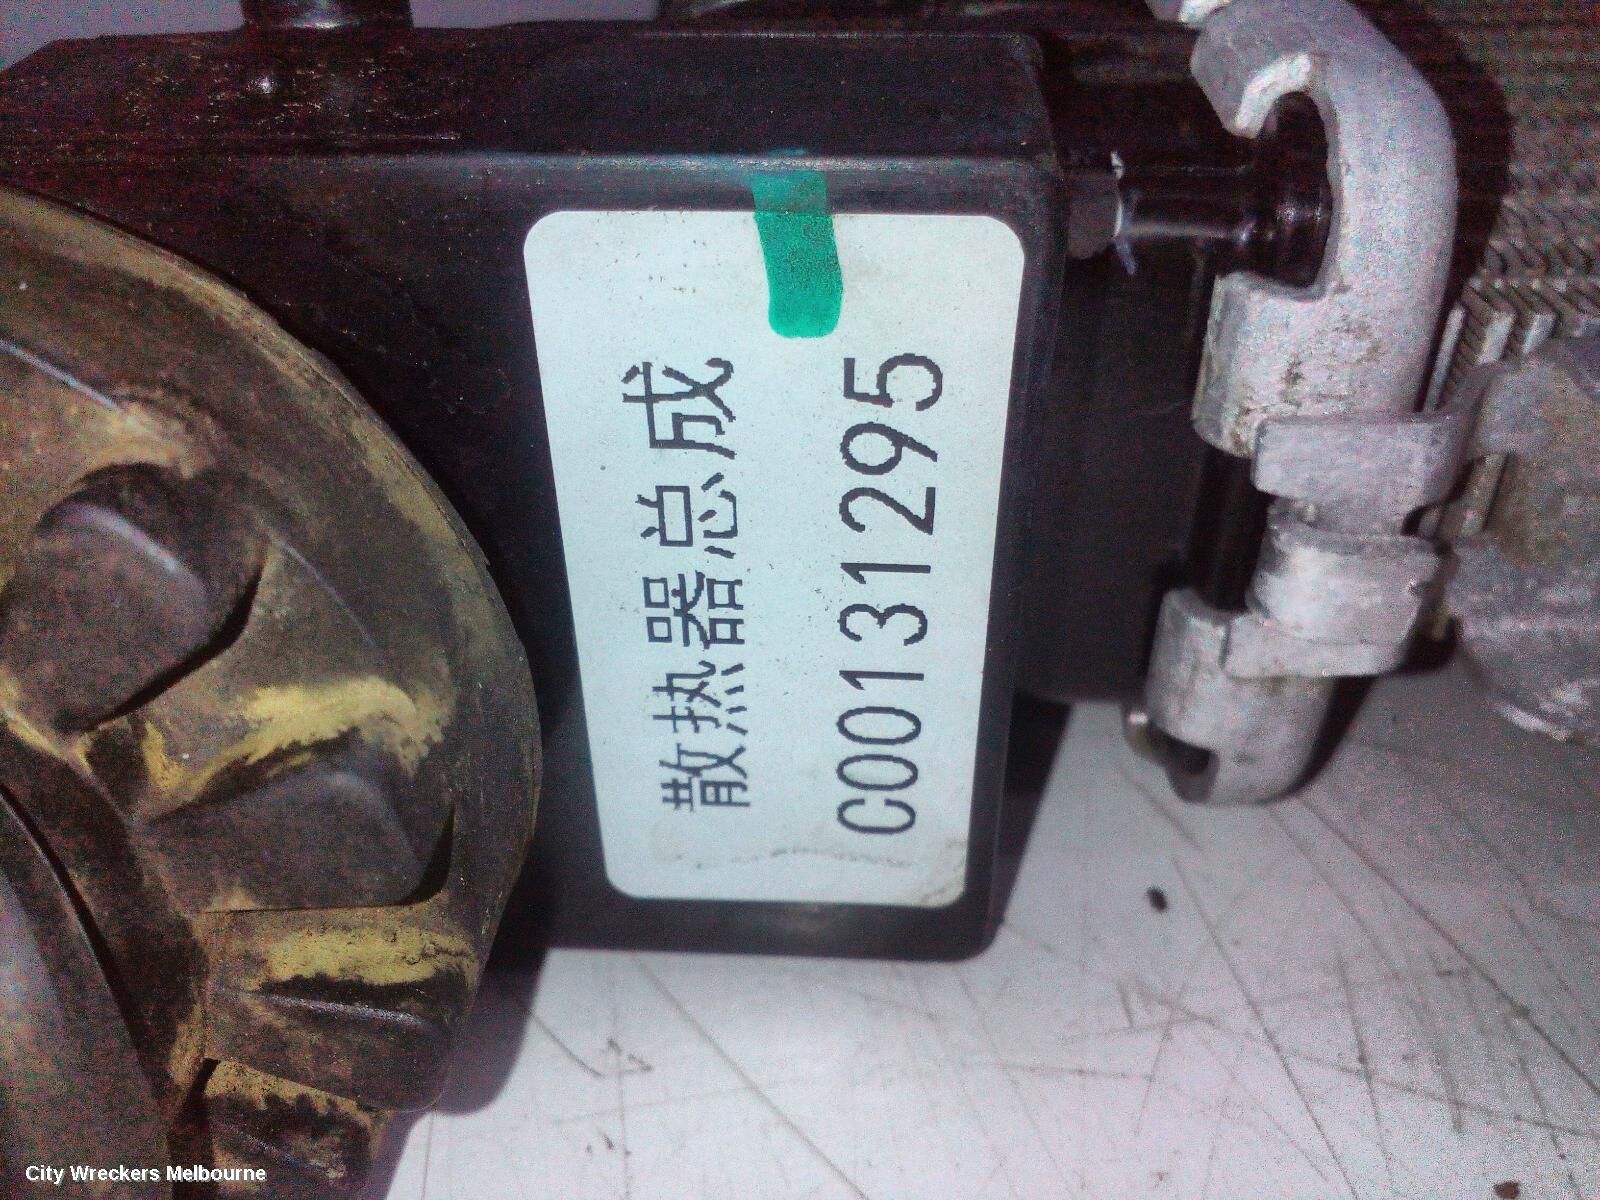 散热器总成
C00131295
City Wreckers Melbourne